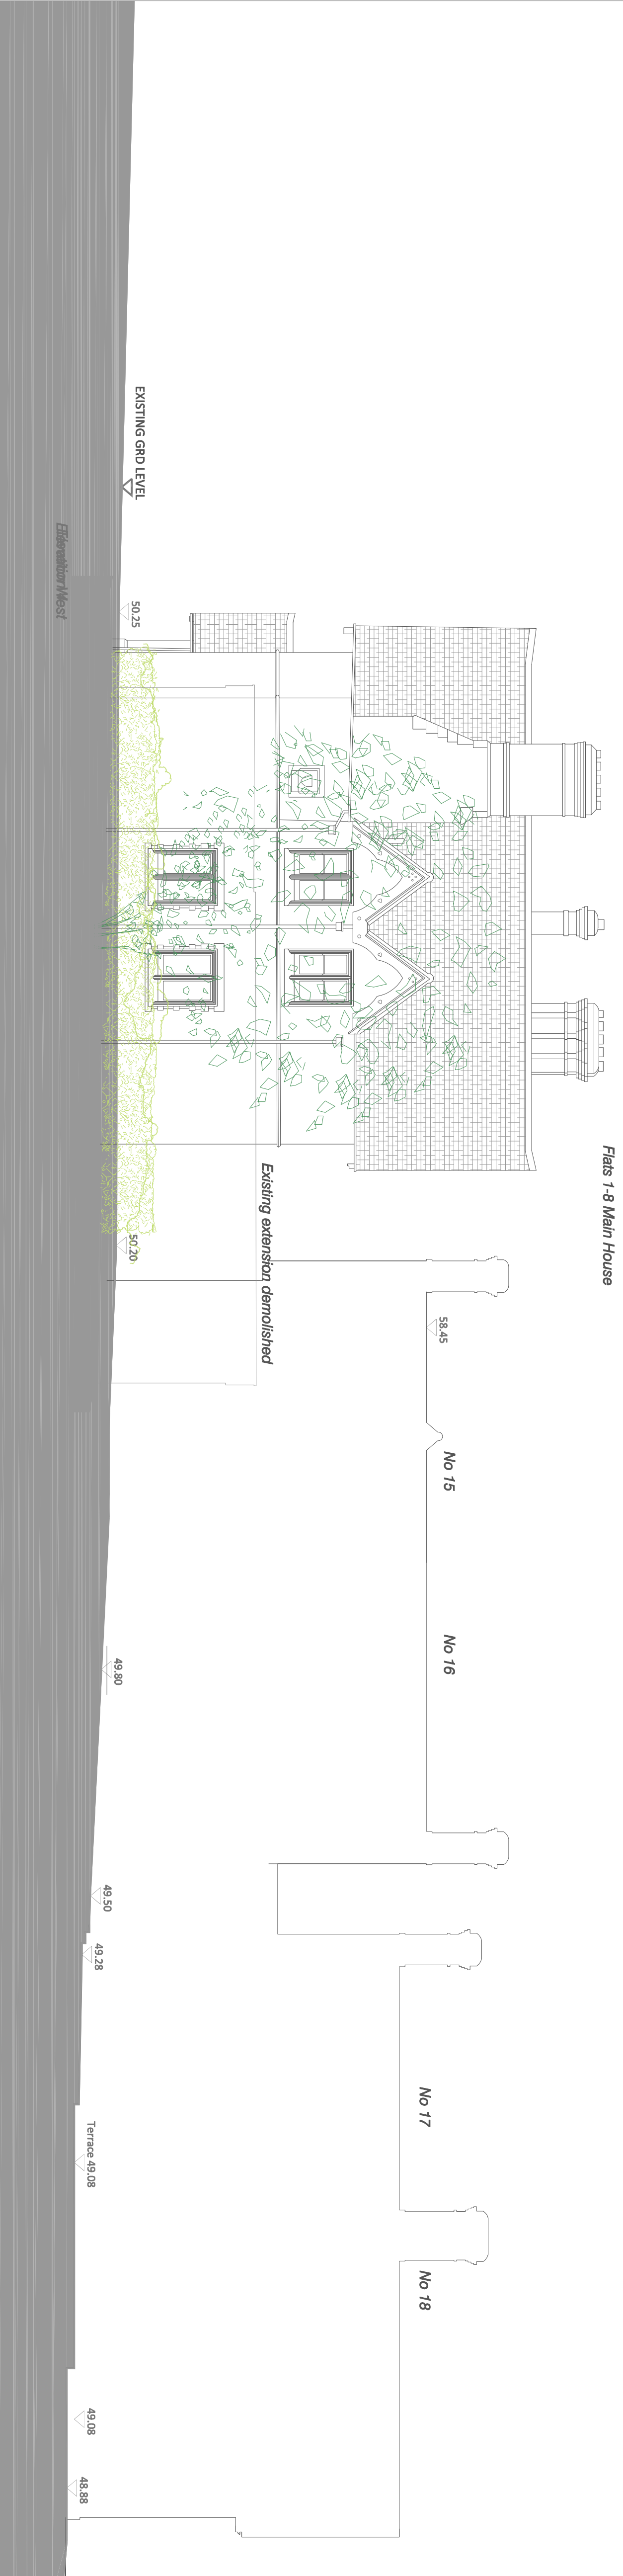 Flats 1-8 Main House
No 15
No 16
No 17
No 18
58.45
Existing extension demolished
EXISTING GRD LEVEL
50.25
50.20
49.80
49.50
49.28
Terrace 49.08
49.08
48.88